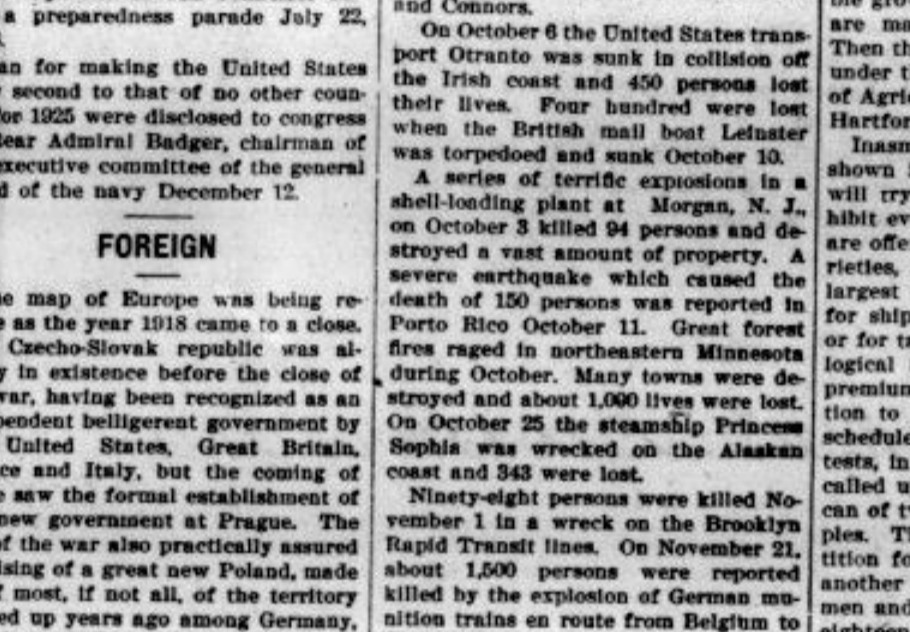 a preparedness parade July 22,
for making the United States
second to that of no other coun-
1925 were disclosed to congress
Admiral Badger, chairman of
executive committee of the general
of the navy December 12.
FOREIGN
map of Europe was being re-
as the year 1918 came to a close.
Czecho-Slovak republic was al-
in existence before the close of
war, having been recognized as an
belligerent government by
United States, Great Britain,
and Italy, but the coming of
saw the formal establishment of
new government at Prague. The
of the war also practically assured
of a great new Poland, made
most, if not all, of the territory
up years ago among Germany,
and Connors.
On October 6 the United States trans-
port Otranto was sunk in collision off
the Irish coast and 450 persons lost
their lives. Four hundred were lost
when the British mail boat Leinster
was torpedoed and sunk October 10.
A series of terrific explosions in a
shell-loading plant at Morgan, N. J.,
on October 3 killed 94 persons and de-
stroyed a vast amount of property. A
severe earthquake which caused the
death of 150 persons was reported in
Porto Rico October 11. Great forest
fires raged in northeastern Minnesota
during October. Many towns were de-
stroyed and about 1,000 lives were lost.
On October 25 the steamship Princess
Sophia was wrecked on the Alaskan
coast and 343 were lost.
Ninety-eight persons were killed No-
vember 1 in a wreck on the Brooklyn
Rapid Transit lines. On November 21,
about 1,500 persons were reported
killed by the explosion of German mu-
nition trains en route from Belgium to
are
Then
under
of
Hartfor
Inasm
shown
will try
hibit
are
rieties,
largest
for ship
or for
logical
premium
tion to
schedule
tests, in
called
can of
ples.
tition
another
men and
eighteen